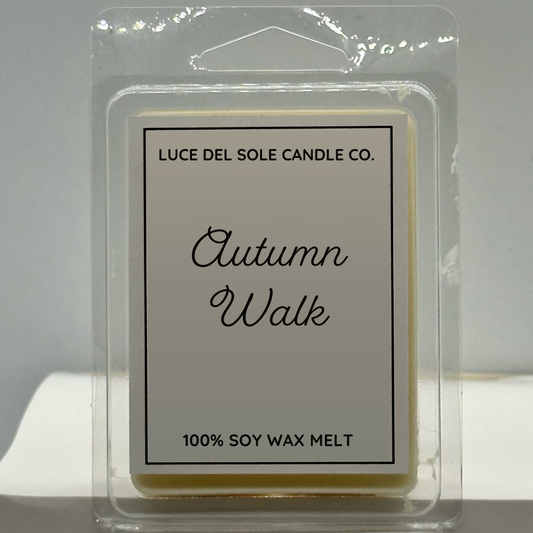 LUCE DEL SOLE CANDLE CO.
Autumn
Walk
100% SOY WAX MELT